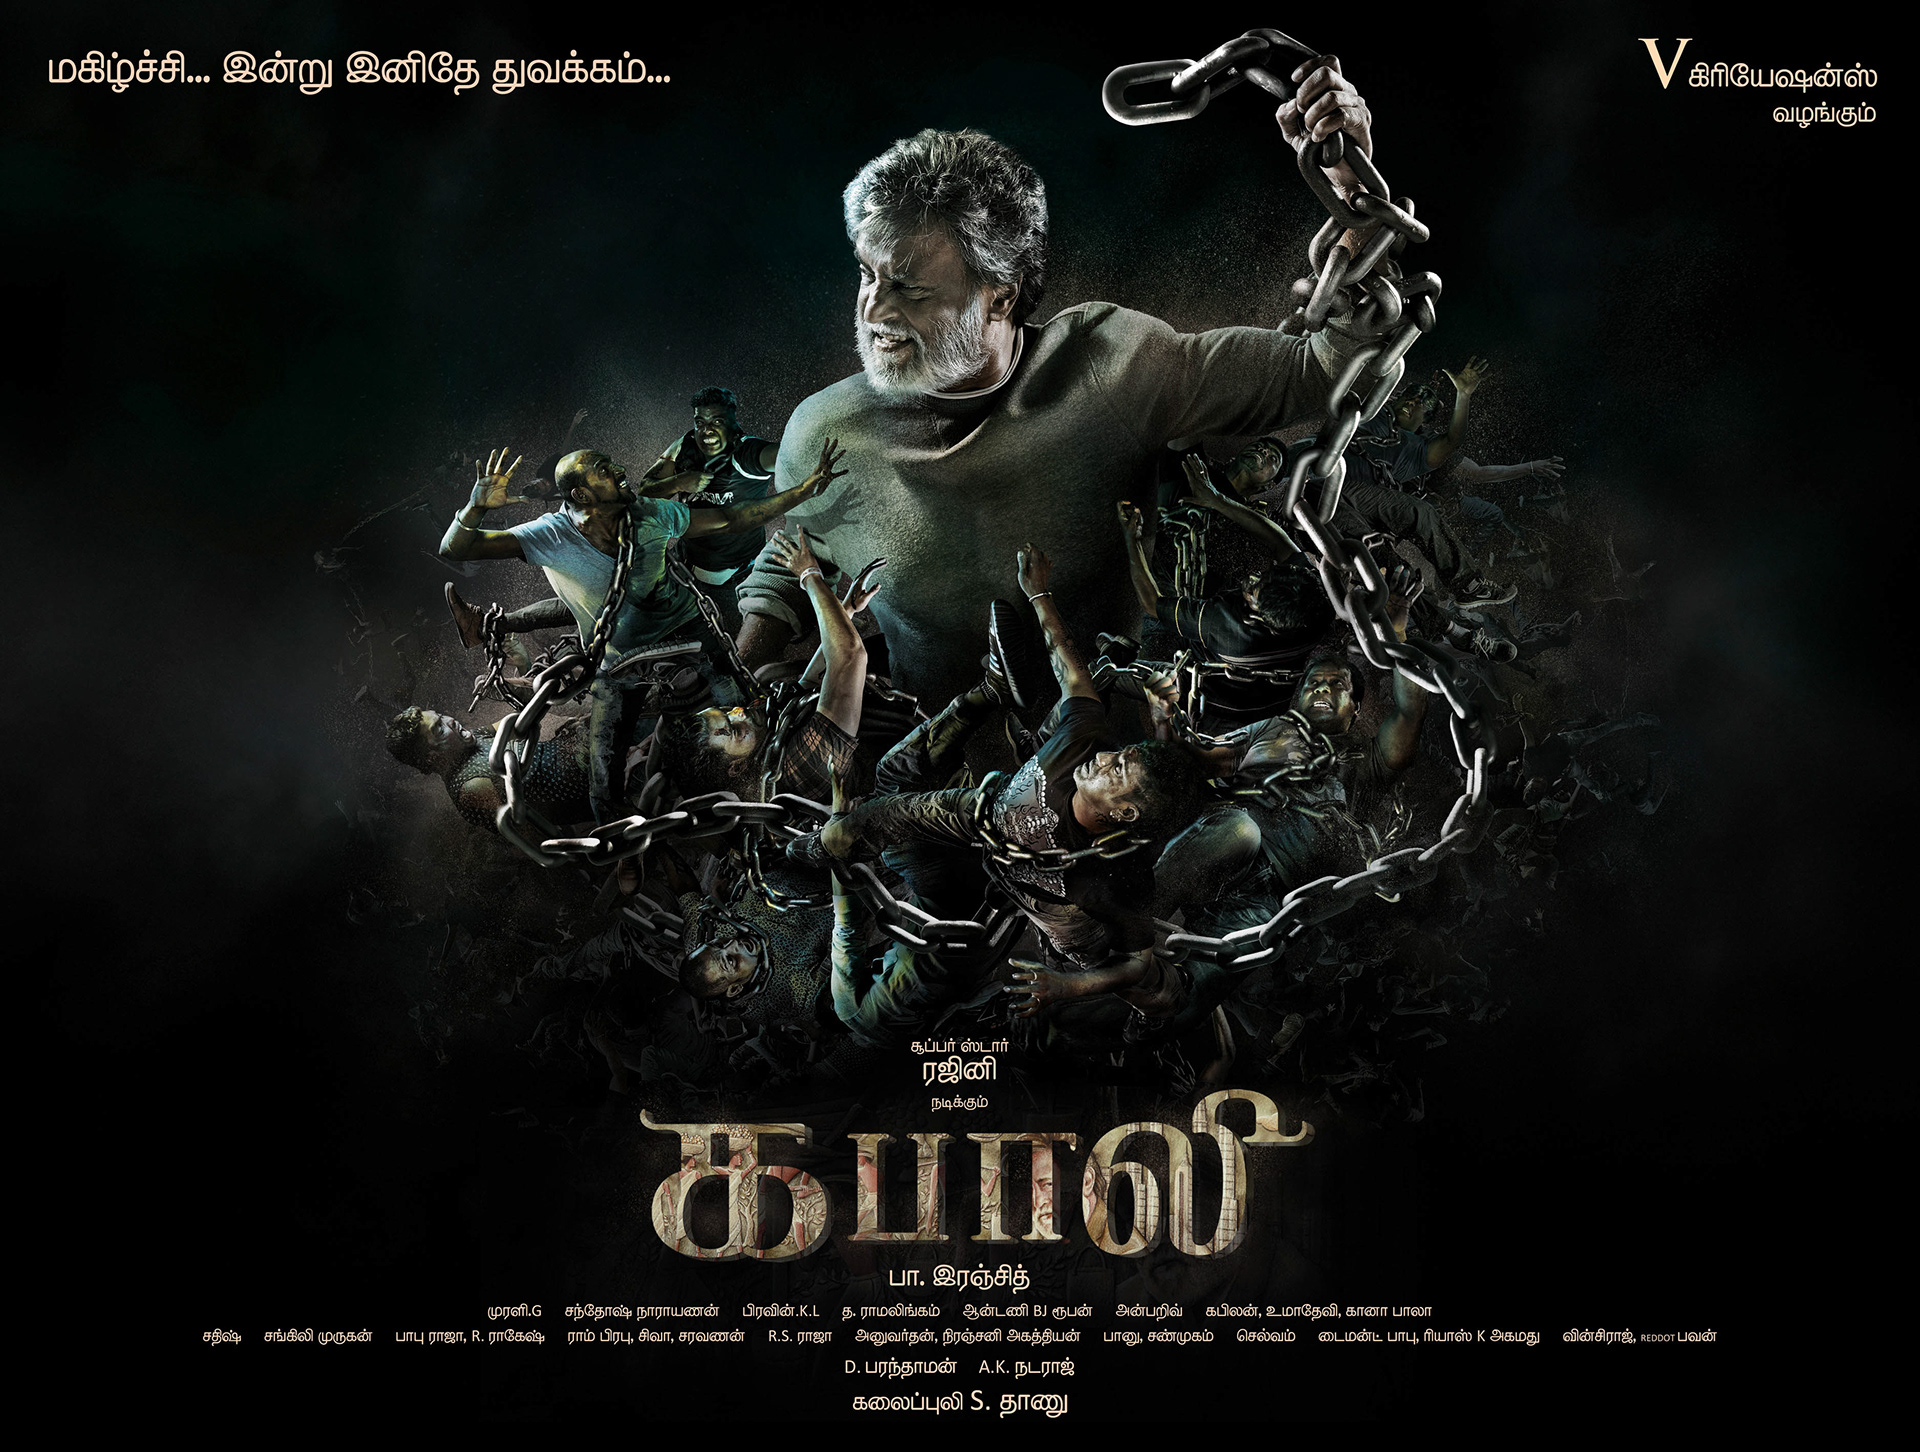 மகிழ்ச்சி... இன்று இனிதே துவக்கம்...
V கிரியேஷன்ஸ்
வழங்கும்
சூப்பர் ஸ்டார்
ரஜினி
நடிக்கும்
கபாலி
பா. இரஞ்சித்
முரளி.G சந்தோஷ் நாராயணன் பிரவின்.K.L த. ராமலிங்கம் ஆன்டணி BJ ரூபன் அன்பறிவ் கபிலன், உமாதேவி, கானா பாலா
சதிஷ் சங்கிலி முருகன் பாபு ராஜா, R. ராகேஷ் ராம் பிரபு, சிவா, சரவணன் R.S. ராஜா அனுவர்தன், நிரஞ்சனி அகத்தியன் பானு, சண்முகம் செல்வம் டைமன்ட் பாபு, ரியாஸ் K அகமது வின்சிராஜ், REDDOT பவன்
D. பரந்தாமன் A.K. நடராஜ்
கலைப்புலி S. தாணு